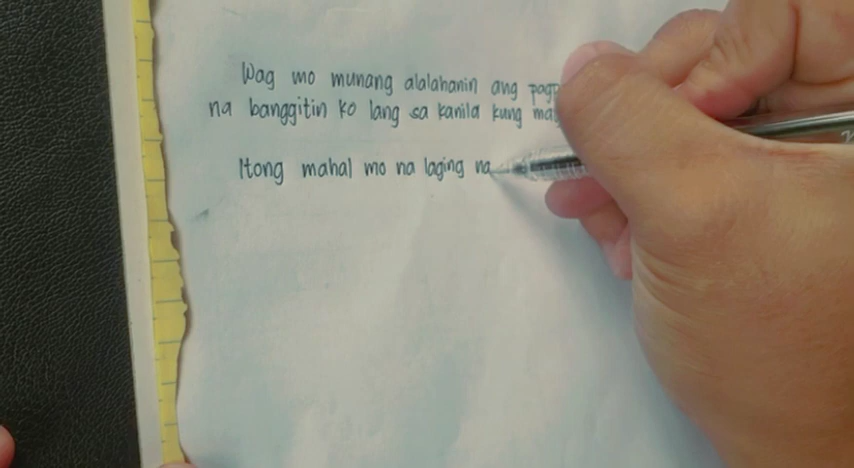 Wag mo munang alalahanin ang
na banggitin ko lang sa kanila kung
Itong mahal mo na laging